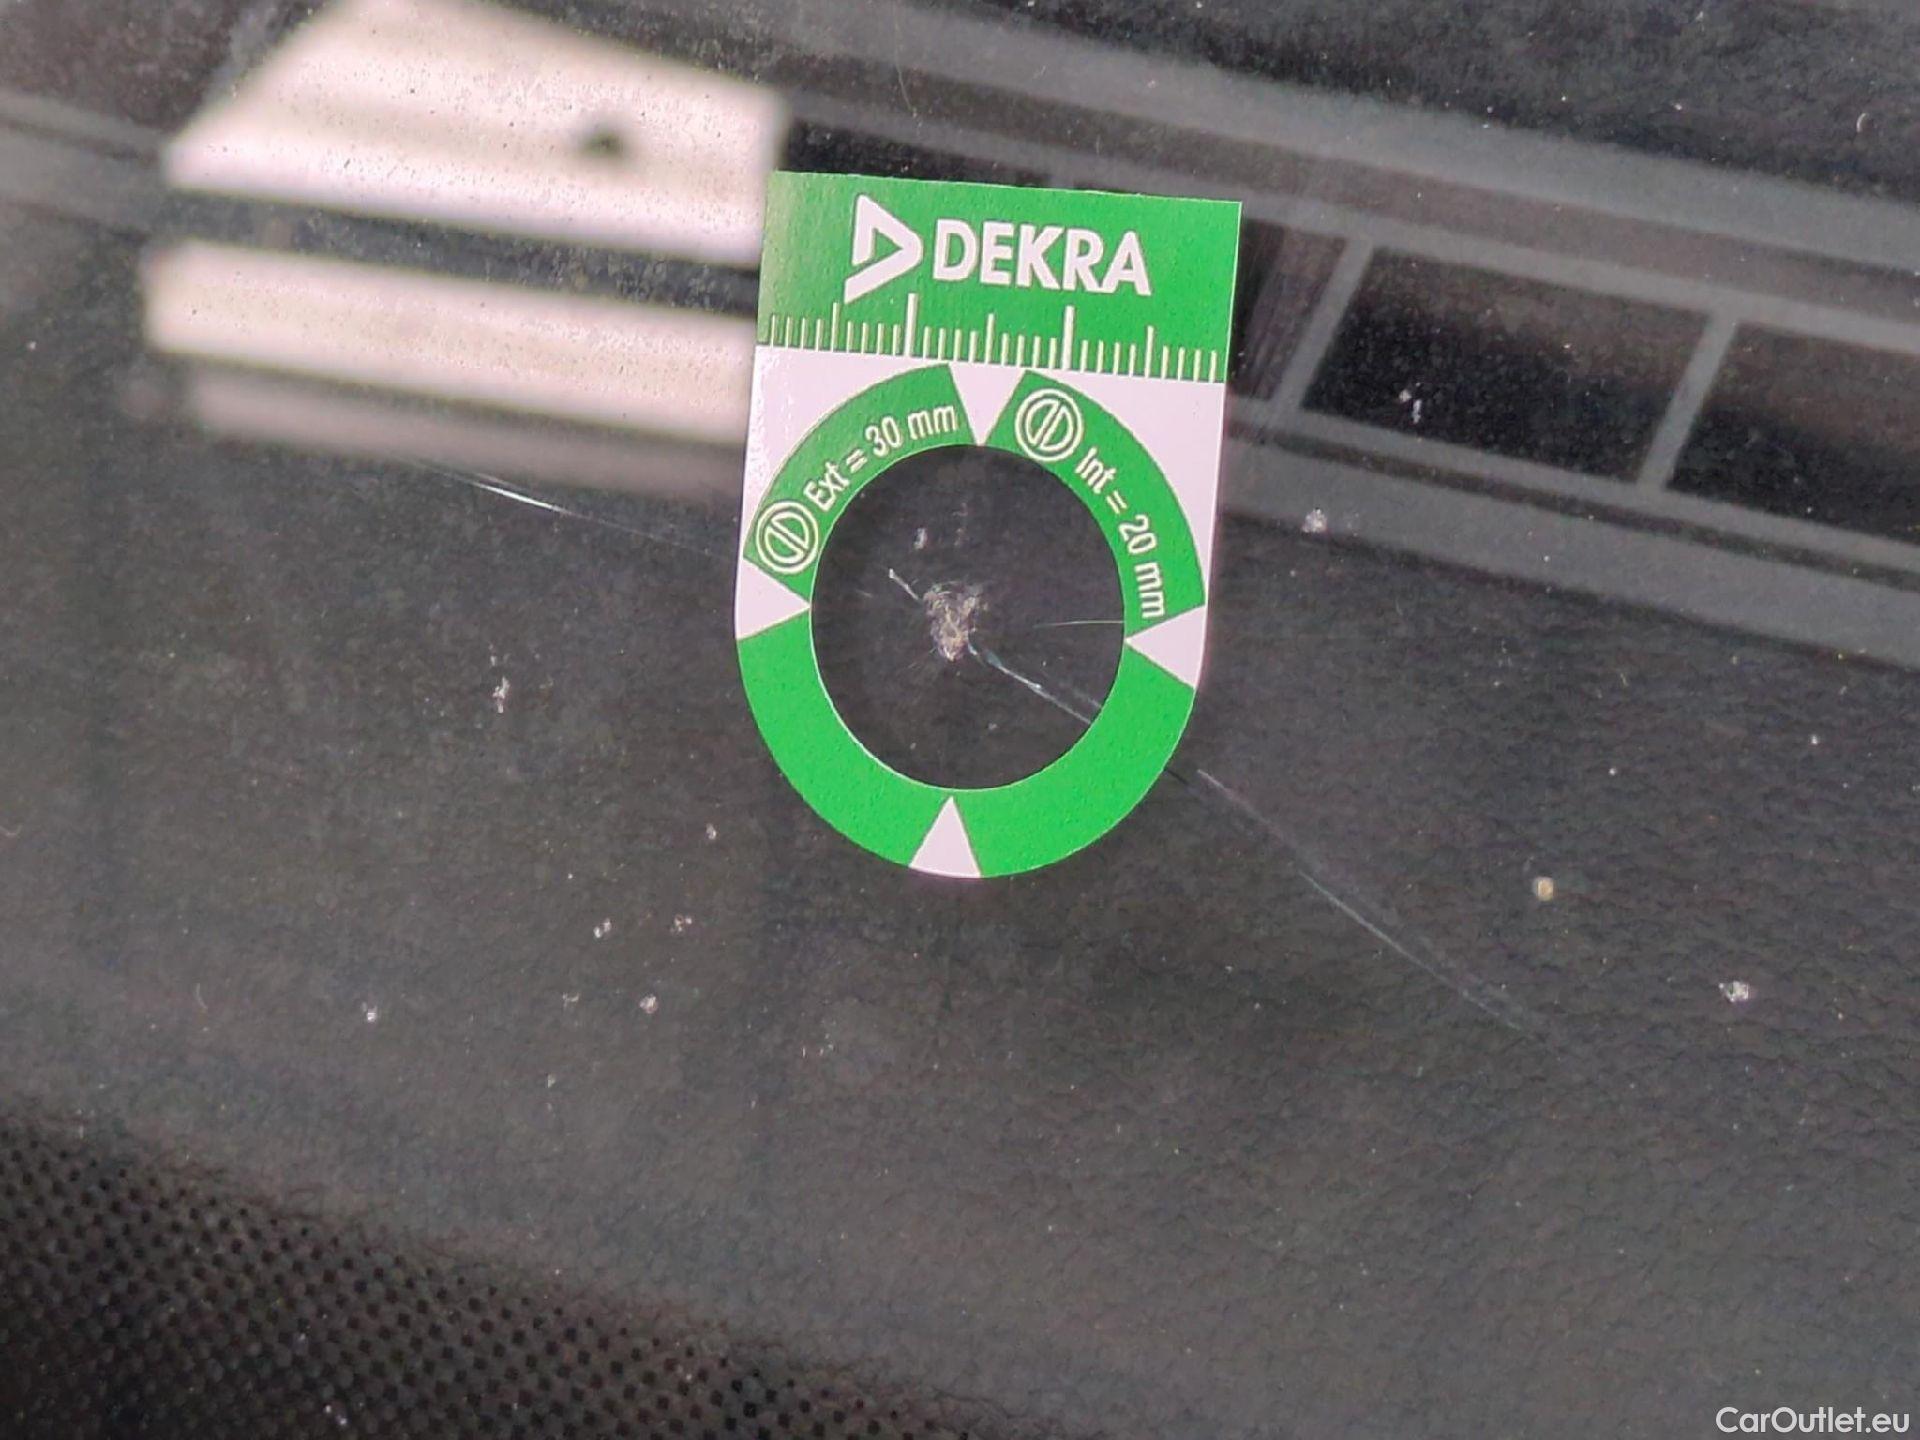 DEKRA
Ext = 30 mm
Int = 20 mm
CarOutlet.eu